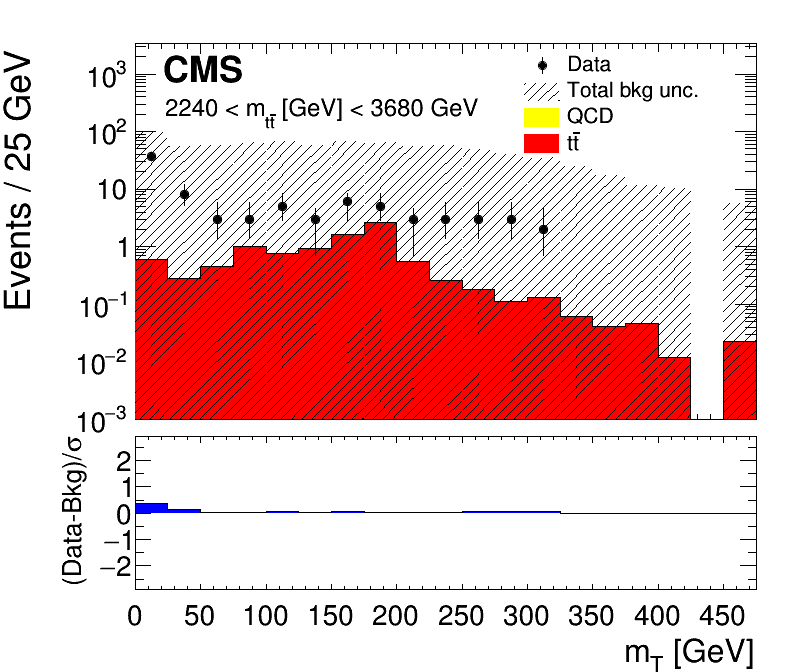 CMS
2240 < m_{tt̄} [GeV] < 3680 GeV
Data
Total bkg unc.
QCD
tt̄
Events / 25 GeV
10³
10²
10
1
10⁻¹
10⁻²
10⁻³
(Data-Bkg)/σ
2
1
0
−1
−2
0 50 100 150 200 250 300 350 400 450
m_T [GeV]